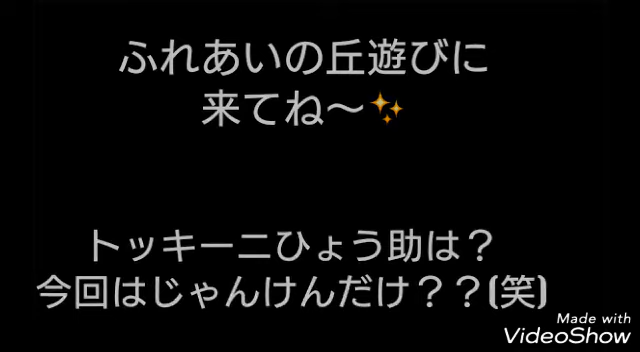 ふれあいの丘遊びに
来てね〜✨
トッキーニひょう助は？
今回はじゃんけんだけ？？(笑)
Made with
VideoShow